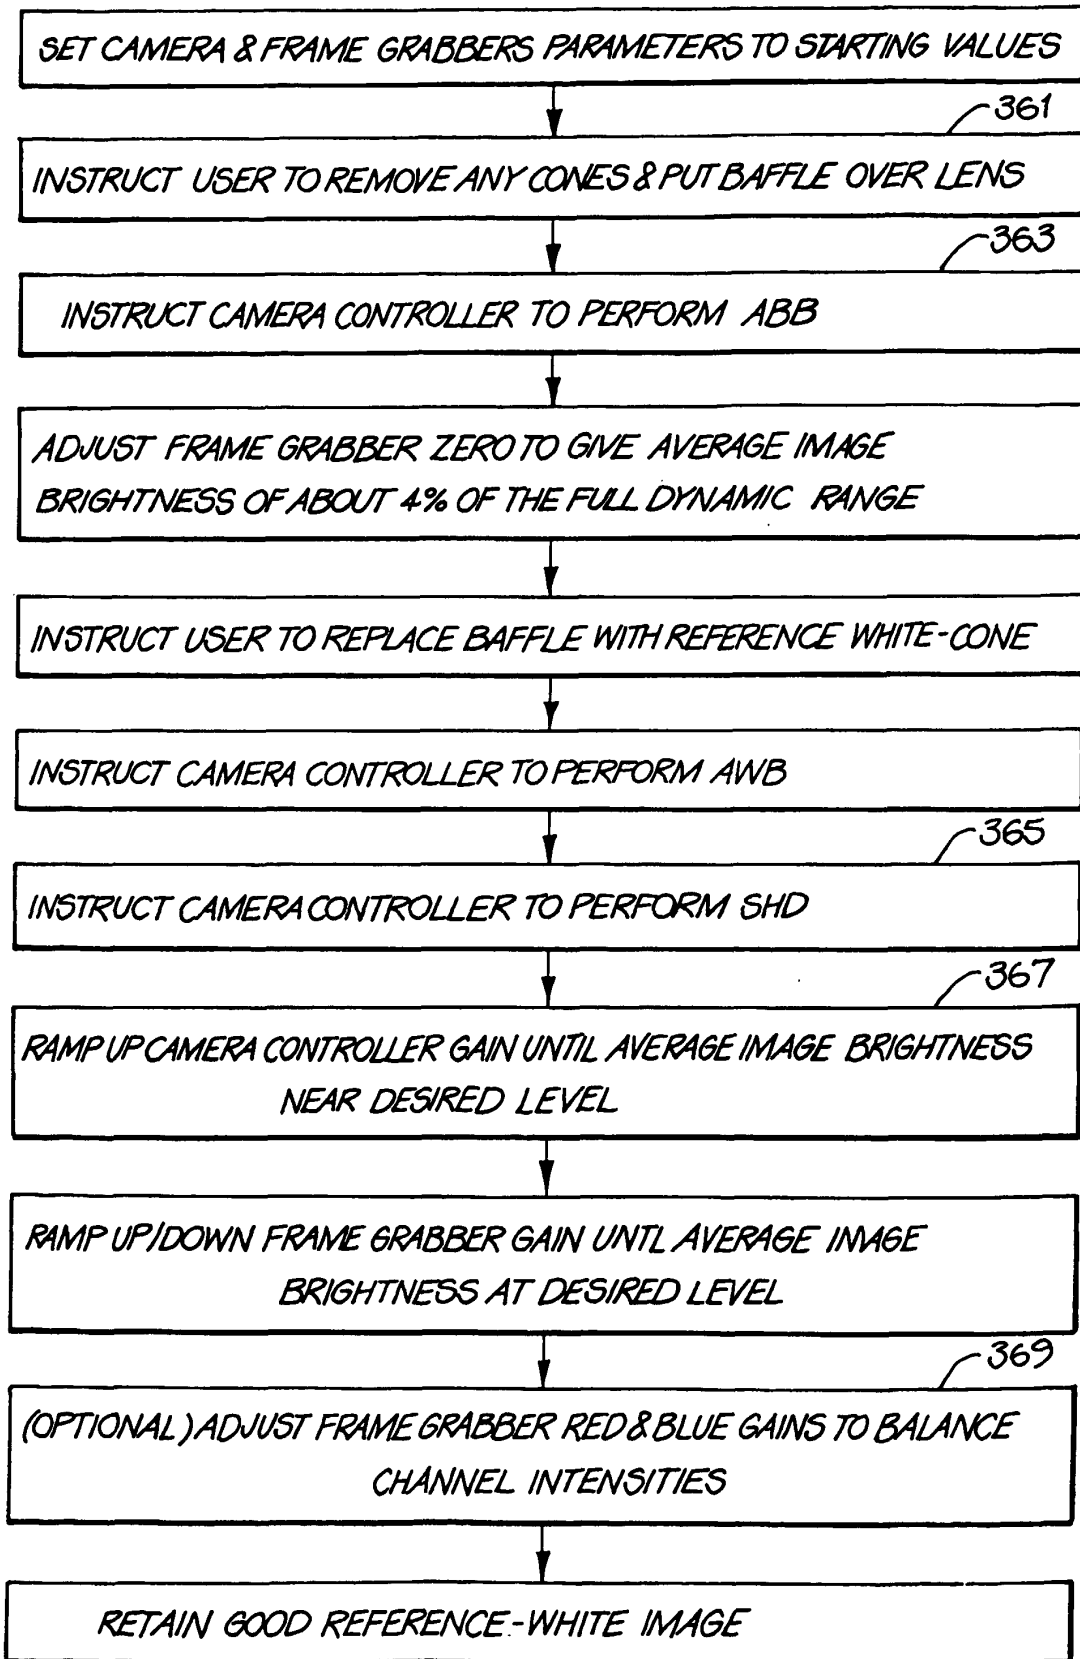 SET CAMERA & FRAME GRABBERS PARAMETERS TO STARTING VALUES
361
INSTRUCT USER TO REMOVE ANY CONES & PUT BAFFLE OVER LENS
363
INSTRUCT CAMERA CONTROLLER TO PERFORM ABB
ADJUST FRAME GRABBER ZERO TO GIVE AVERAGE IMAGE
BRIGHTNESS OF ABOUT 4% OF THE FULL DYNAMIC RANGE
INSTRUCT USER TO REPLACE BAFFLE WITH REFERENCE WHITE-CONE
INSTRUCT CAMERA CONTROLLER TO PERFORM AWB
365
INSTRUCT CAMERA CONTROLLER TO PERFORM SHD
367
RAMP UP CAMERA CONTROLLER GAIN UNTIL AVERAGE IMAGE BRIGHTNESS
NEAR DESIRED LEVEL
RAMP UP/DOWN FRAME GRABBER GAIN UNTIL AVERAGE IMAGE
BRIGHTNESS AT DESIRED LEVEL
369
(OPTIONAL) ADJUST FRAME GRABBER RED & BLUE GAINS TO BALANCE
CHANNEL INTENSITIES
RETAIN GOOD REFERENCE-WHITE IMAGE